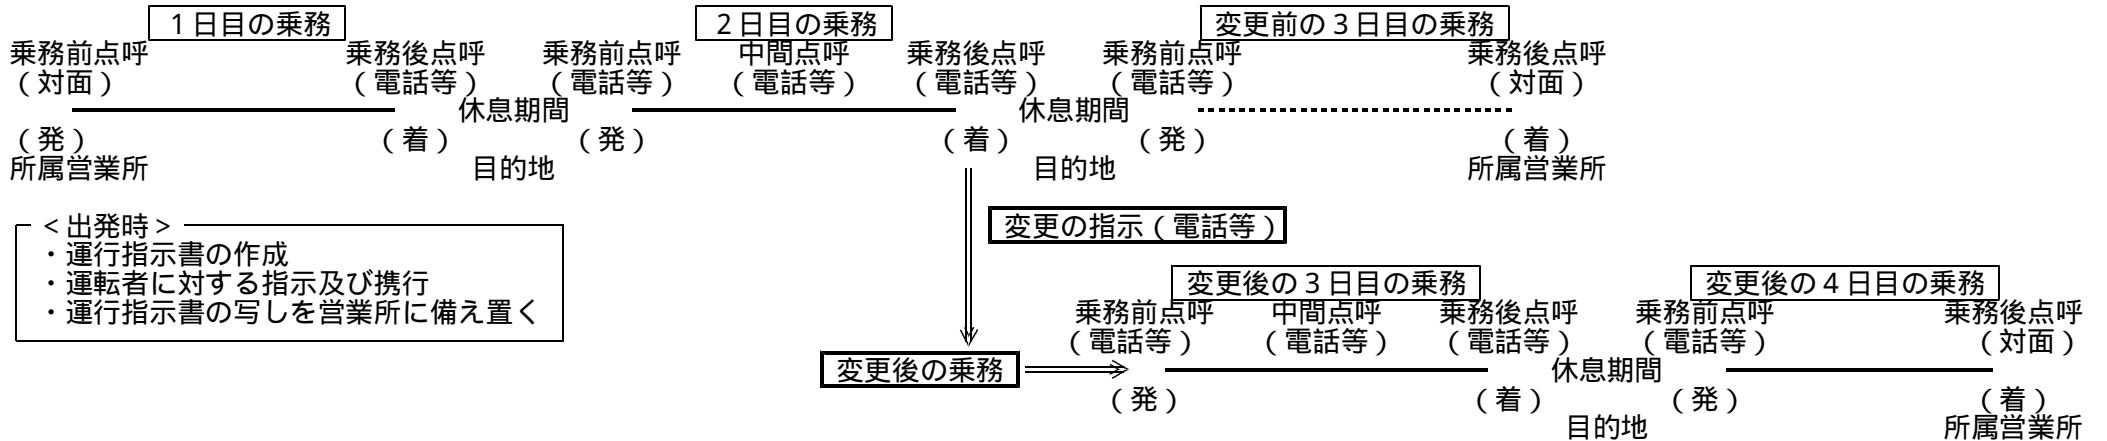 １日目の乗務 ２日目の乗務 変更前の３日目の乗務
乗務前点呼 乗務後点呼 乗務前点呼 中間点呼 乗務後点呼 乗務前点呼 乗務後点呼
（対面） （電話等） （電話等） （電話等） （電話等） （電話等） （対面）
休息期間 休息期間
（発） （着） （発） （着） （発） （着）
所属営業所 目的地 目的地 所属営業所
変更の指示（電話等）
＜出発時＞
・運行指示書の作成
・運転者に対する指示及び携行
・運行指示書の写しを営業所に備え置く
変更後の３日目の乗務 変更後の４日目の乗務
乗務前点呼 中間点呼 乗務後点呼 乗務前点呼 乗務後点呼
（電話等） （電話等） （電話等） （電話等） （対面）
変更後の乗務 休息期間
（発） （着） （発） （着）
目的地 所属営業所